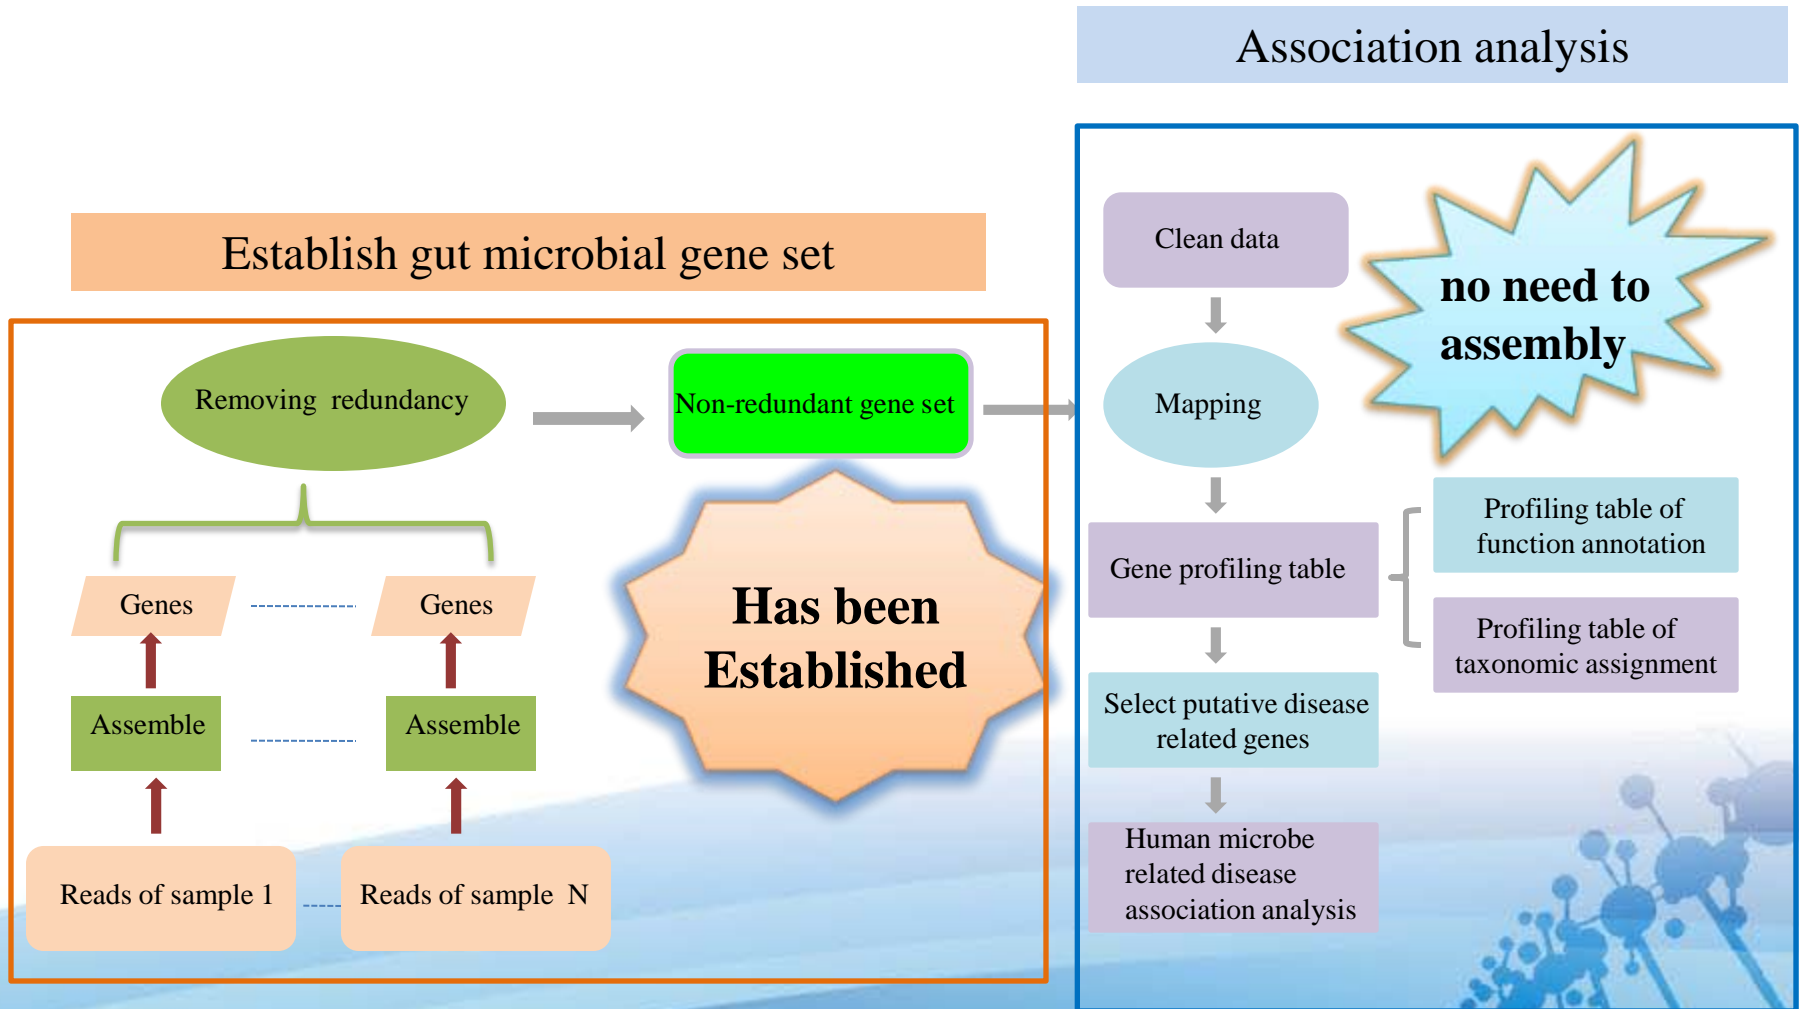 Association analysis
Establish gut microbial gene set
Removing redundancy
Non-redundant gene set
Has been
Established
Genes
Genes
Assemble
Assemble
Reads of sample 1
Reads of sample N
Clean data
no need to
assembly
Mapping
Gene profiling table
Profiling table of
function annotation
Profiling table of
taxonomic assignment
Select putative disease
related genes
Human microbe
related disease
association analysis